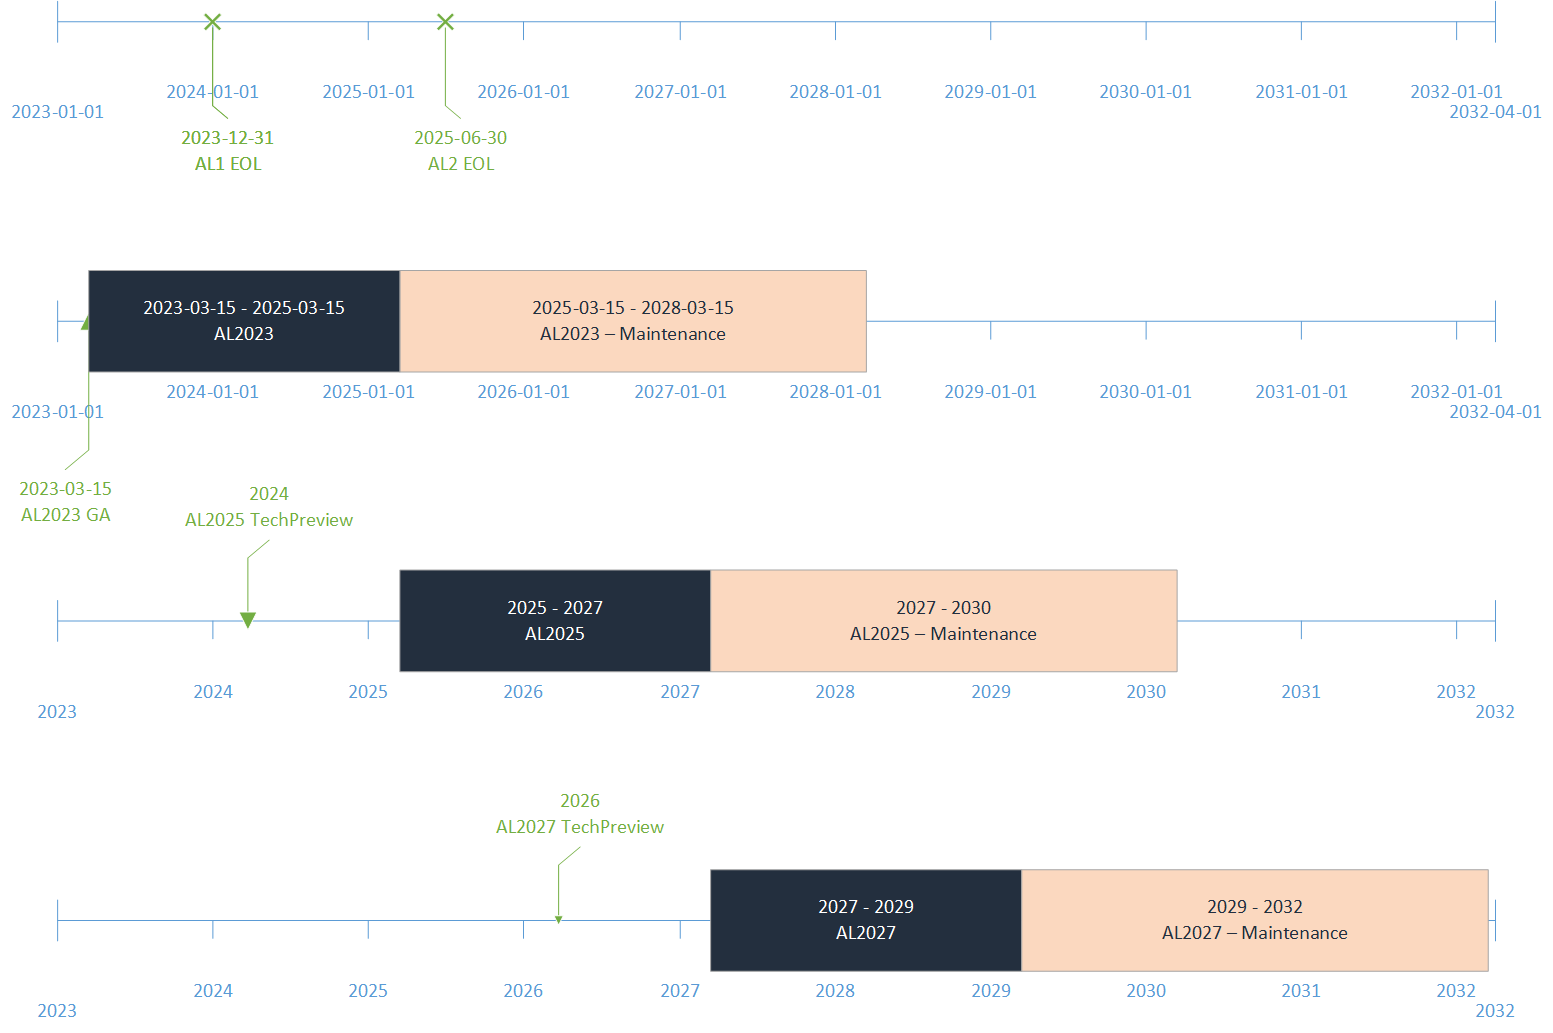 2024-01-01
2025-01-01
2026-01-01
2027-01-01
2028-01-01
2029-01-01
2030-01-01
2031-01-01
2032-01-01
2023-01-01
2032-04-01
2023-12-31
AL1 EOL
2025-06-30
AL2 EOL
2023-03-15 - 2025-03-15
AL2023
2025-03-15 - 2028-03-15
AL2023 – Maintenance
2024-01-01
2025-01-01
2026-01-01
2027-01-01
2028-01-01
2029-01-01
2030-01-01
2031-01-01
2032-01-01
2023-01-01
2032-04-01
2023-03-15
AL2023 GA
2024
AL2025 TechPreview
2025 - 2027
AL2025
2027 - 2030
AL2025 – Maintenance
2024
2025
2026
2027
2028
2029
2030
2031
2032
2023
2032
2026
AL2027 TechPreview
2027 - 2029
AL2027
2029 - 2032
AL2027 – Maintenance
2024
2025
2026
2027
2028
2029
2030
2031
2032
2023
2032